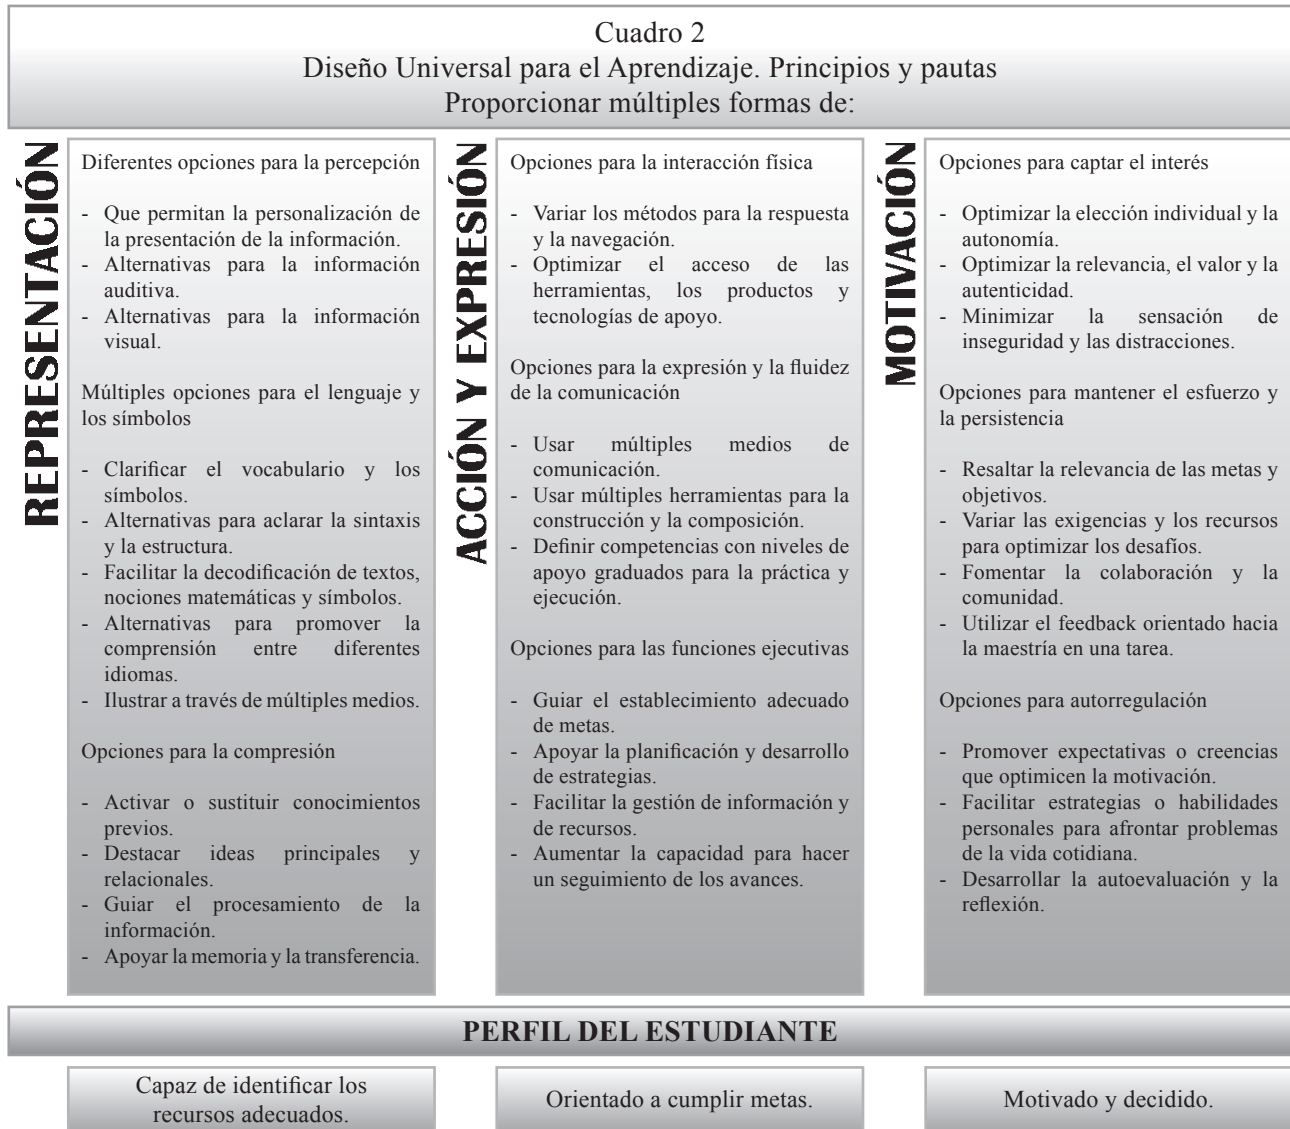 Cuadro 2
Diseño Universal para el Aprendizaje. Principios y pautas
Proporcionar múltiples formas de:
REPRESENTACIÓN
Diferentes opciones para la percepción
- Que permitan la personalización de
la presentación de la información.
- Alternativas para la información
auditiva.
- Alternativas para la información
visual.
Múltiples opciones para el lenguaje y
los símbolos
- Clarificar el vocabulario y los
símbolos.
- Alternativas para aclarar la sintaxis
y la estructura.
- Facilitar la decodificación de textos,
nociones matemáticas y símbolos.
- Alternativas para promover la
comprensión entre diferentes
idiomas.
- Ilustrar a través de múltiples medios.
Opciones para la compresión
- Activar o sustituir conocimientos
previos.
- Destacar ideas principales y
relacionales.
- Guiar el procesamiento de la
información.
- Apoyar la memoria y la transferencia.
ACCIÓN Y EXPRESIÓN
Opciones para la interacción física
- Variar los métodos para la respuesta
y la navegación.
- Optimizar el acceso de las
herramientas, los productos y
tecnologías de apoyo.
Opciones para la expresión y la fluidez
de la comunicación
- Usar múltiples medios de
comunicación.
- Usar múltiples herramientas para la
construcción y la composición.
- Definir competencias con niveles de
apoyo graduados para la práctica y
ejecución.
Opciones para las funciones ejecutivas
- Guiar el establecimiento adecuado
de metas.
- Apoyar la planificación y desarrollo
de estrategias.
- Facilitar la gestión de información y
de recursos.
- Aumentar la capacidad para hacer
un seguimiento de los avances.
MOTIVACIÓN
Opciones para captar el interés
- Optimizar la elección individual y la
autonomía.
- Optimizar la relevancia, el valor y la
autenticidad.
- Minimizar la sensación de
inseguridad y las distracciones.
Opciones para mantener el esfuerzo y
la persistencia
- Resaltar la relevancia de las metas y
objetivos.
- Variar las exigencias y los recursos
para optimizar los desafíos.
- Fomentar la colaboración y la
comunidad.
- Utilizar el feedback orientado hacia
la maestría en una tarea.
Opciones para autorregulación
- Promover expectativas o creencias
que optimicen la motivación.
- Facilitar estrategias o habilidades
personales para afrontar problemas
de la vida cotidiana.
- Desarrollar la autoevaluación y la
reflexión.
PERFIL DEL ESTUDIANTE
Capaz de identificar los
recursos adecuados.
Orientado a cumplir metas.
Motivado y decidido.